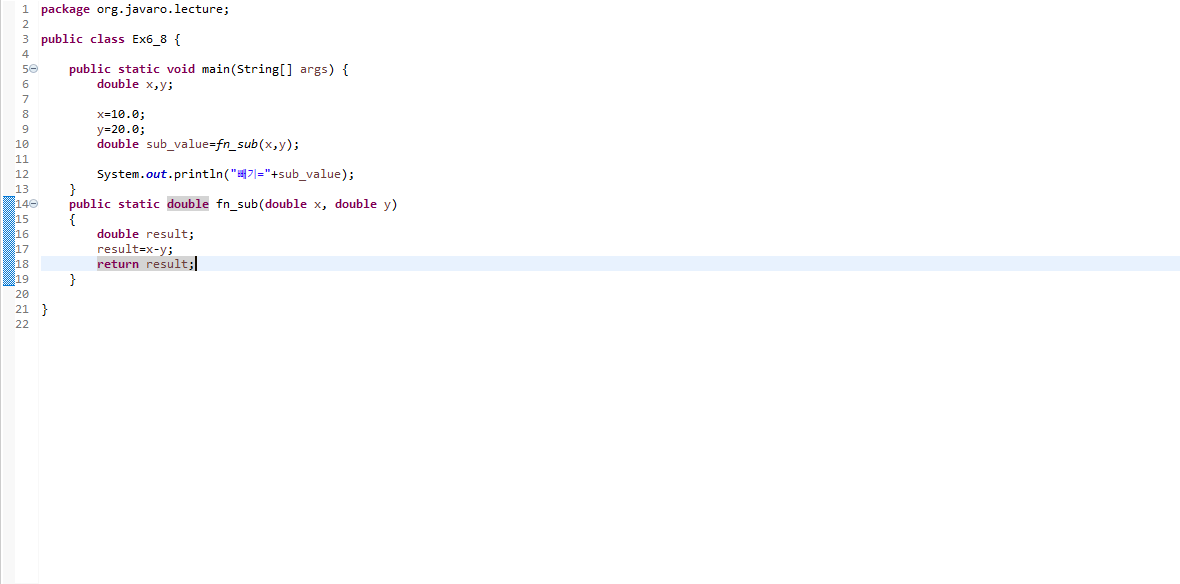 1 package org.javaro.lecture;
2
3 public class Ex6_8 {
4
5 public static void main(String[] args) {
6 double x,y;
7
8 x=10.0;
9 y=20.0;
10 double sub_value=fn_sub(x,y);
11
12 System.out.println("빼기="+sub_value);
13 }
14 public static double fn_sub(double x, double y)
15 {
16 double result;
17 result=x-y;
18 return result;
19 }
20
21 }
22